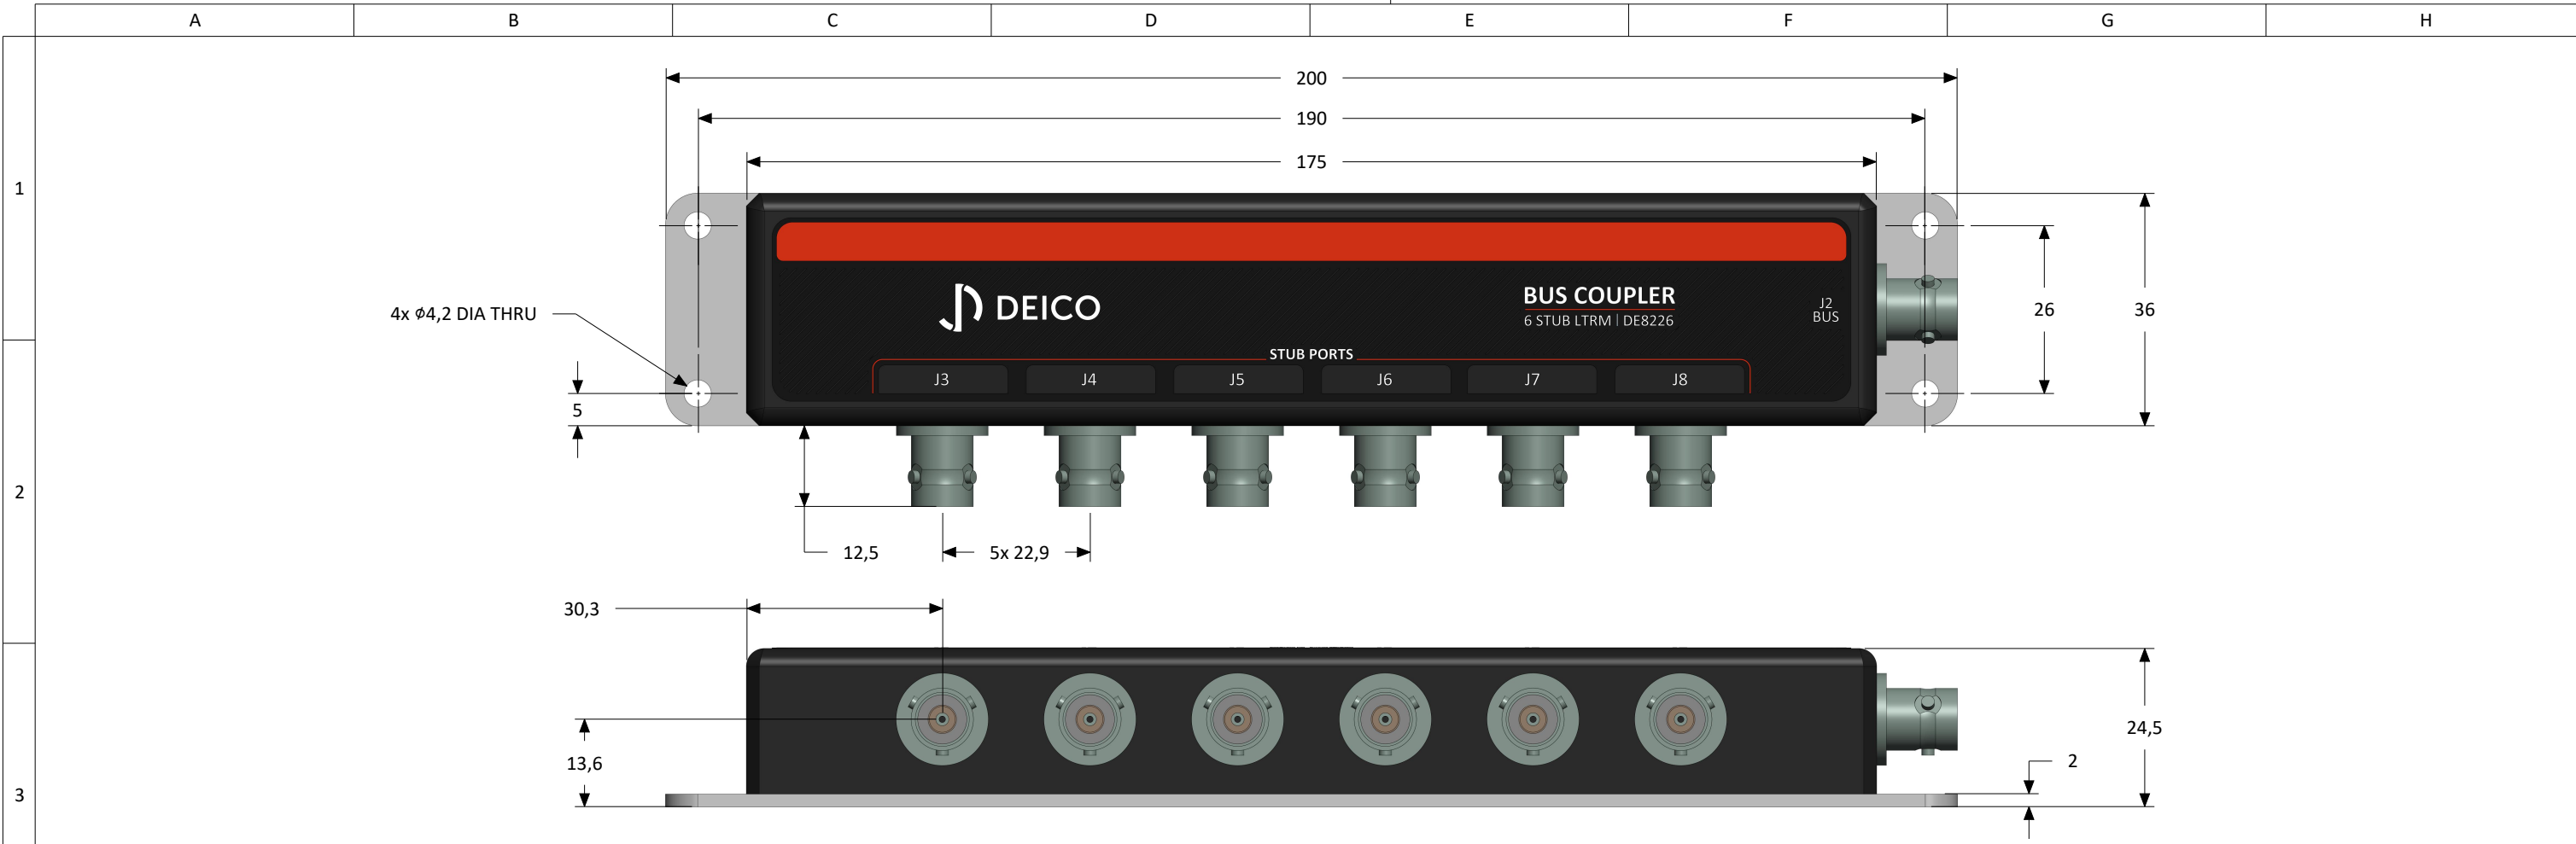 A B C D E F G H
200
190
175
1
4x ⌀4,2 DIA THRU
DEICO
BUS COUPLER
6 STUB LTRM | DE8226
J2
BUS
26
36
STUB PORTS
J3 J4 J5 J6 J7 J8
5
2
12,5
5x 22,9
30,3
13,6
24,5
2
3